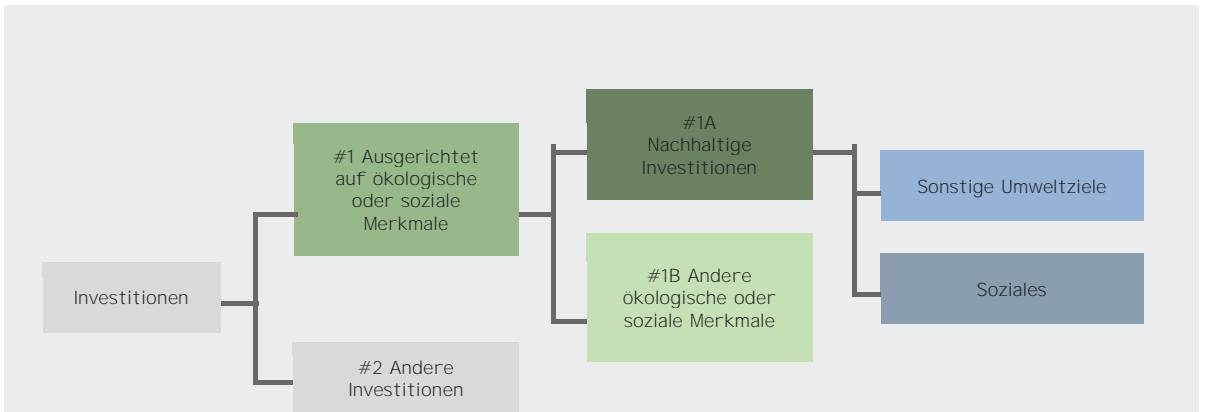 Investitionen
#1 Ausgerichtet
auf ökologische
oder soziale
Merkmale
#2 Andere
Investitionen
#1A
Nachhaltige
Investitionen
#1B Andere
ökologische oder
soziale Merkmale
Sonstige Umweltziele
Soziales